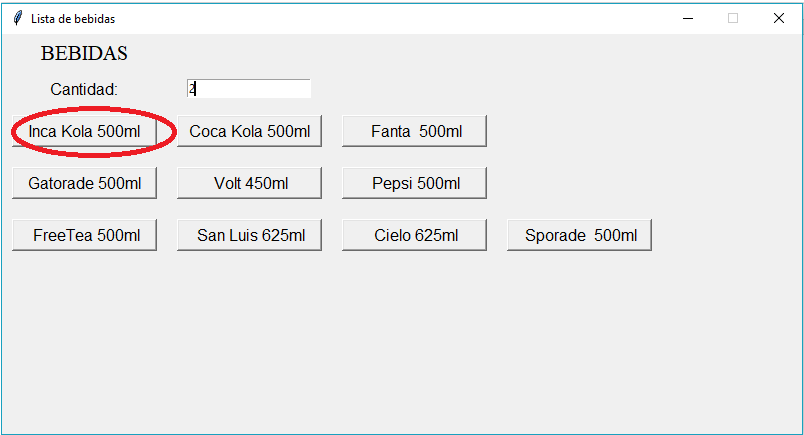 Lista de bebidas
BEBIDAS
Cantidad: 2
Inca Kola 500ml Coca Kola 500ml Fanta  500ml
Gatorade 500ml Volt 450ml Pepsi 500ml
FreeTea 500ml San Luis 625ml Cielo 625ml Sporade  500ml